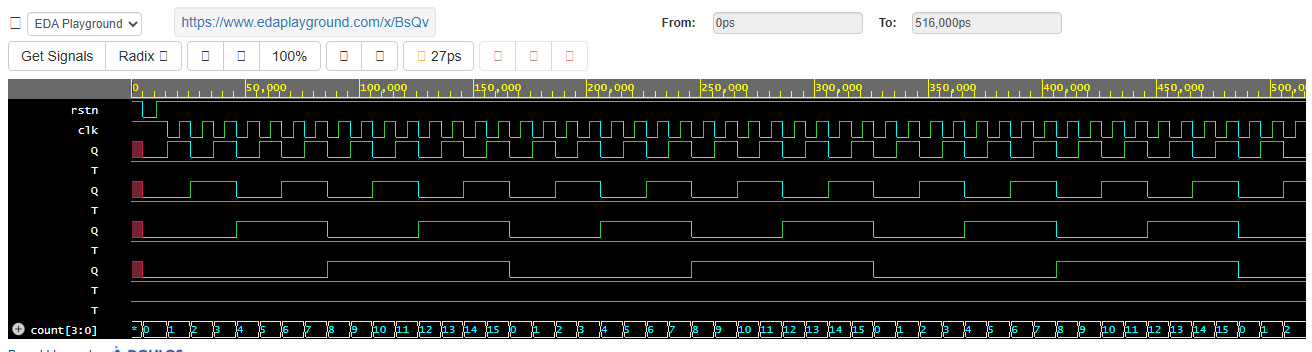 EDA Playground https://www.edaplayground.com/x/BsQv From: 0ps To: 516,000ps
Get Signals Radix 100% 27ps
0 50,000 100,000 150,000 200,000 250,000 300,000 350,000 400,000 450,000
rstn
clk
Q
T
Q
T
Q
T
Q
T
T
count[3:0] * 0 1 2 3 4 5 6 7 8 9 10 11 12 13 14 15 0 1 2 3 4 5 6 7 8 9 10 11 12 13 14 15 0 1 2 3 4 5 6 7 8 9 10 11 12 13 14 15 0 1 2